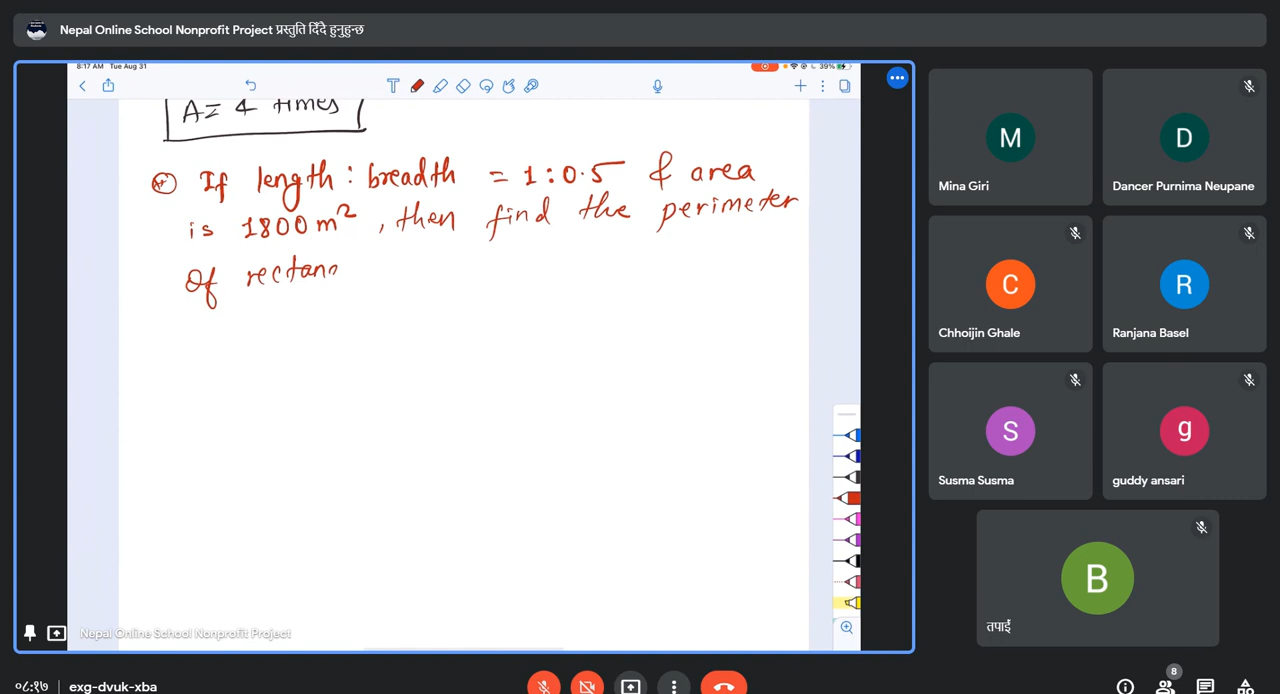 Nepal Online School Nonprofit Project प्रस्तुति दिँदै हुनुहुन्छ
8:17 AM Tue Aug 31
39%
A = 4 times
If length : breadth = 1 : 0.5 & area
is 1800 m², then find the perimeter
of rectan
Nepal Online School Nonprofit Project
M
Mina Giri
D
Dancer Purnima Neupane
C
Chhoijin Ghale
R
Ranjana Basel
S
Susma Susma
g
guddy ansari
B
तपाईं
०८:१७ | exg-dvuk-xba
8